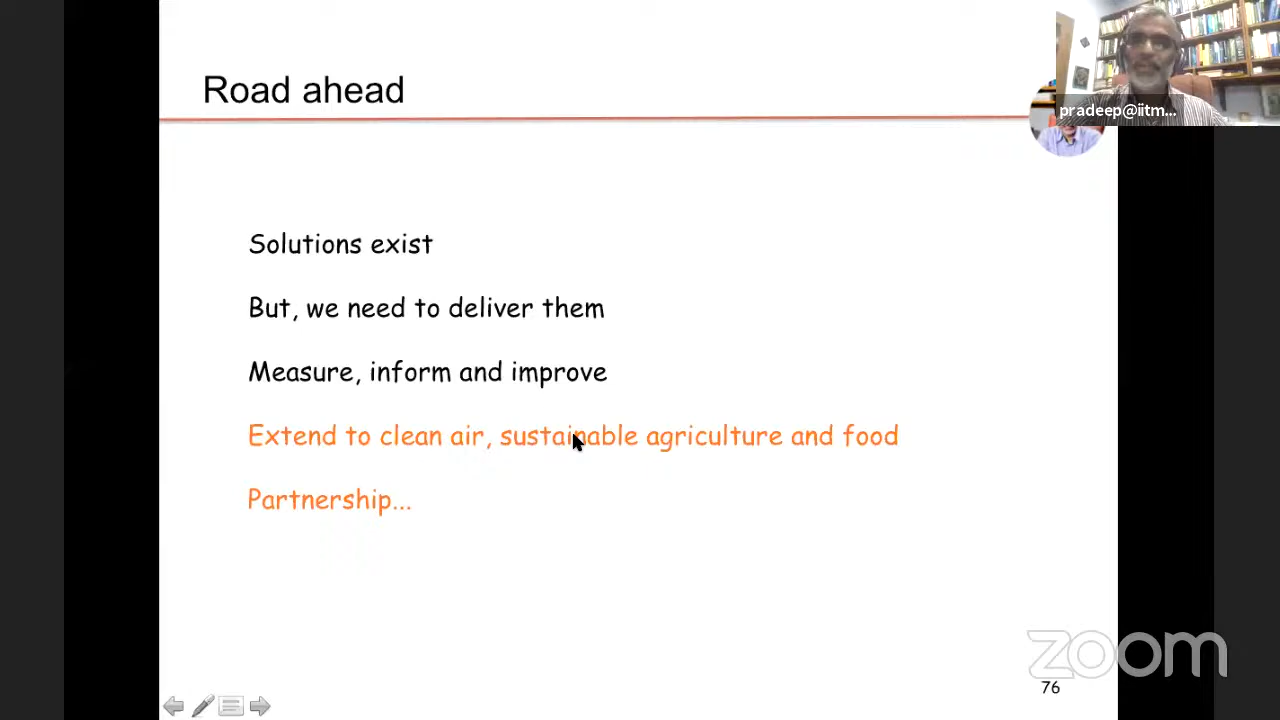 Road ahead
pradeep@iitm...
Solutions exist
But, we need to deliver them
Measure, inform and improve
Extend to clean air, sustainable agriculture and food
Partnership...
zoom
76